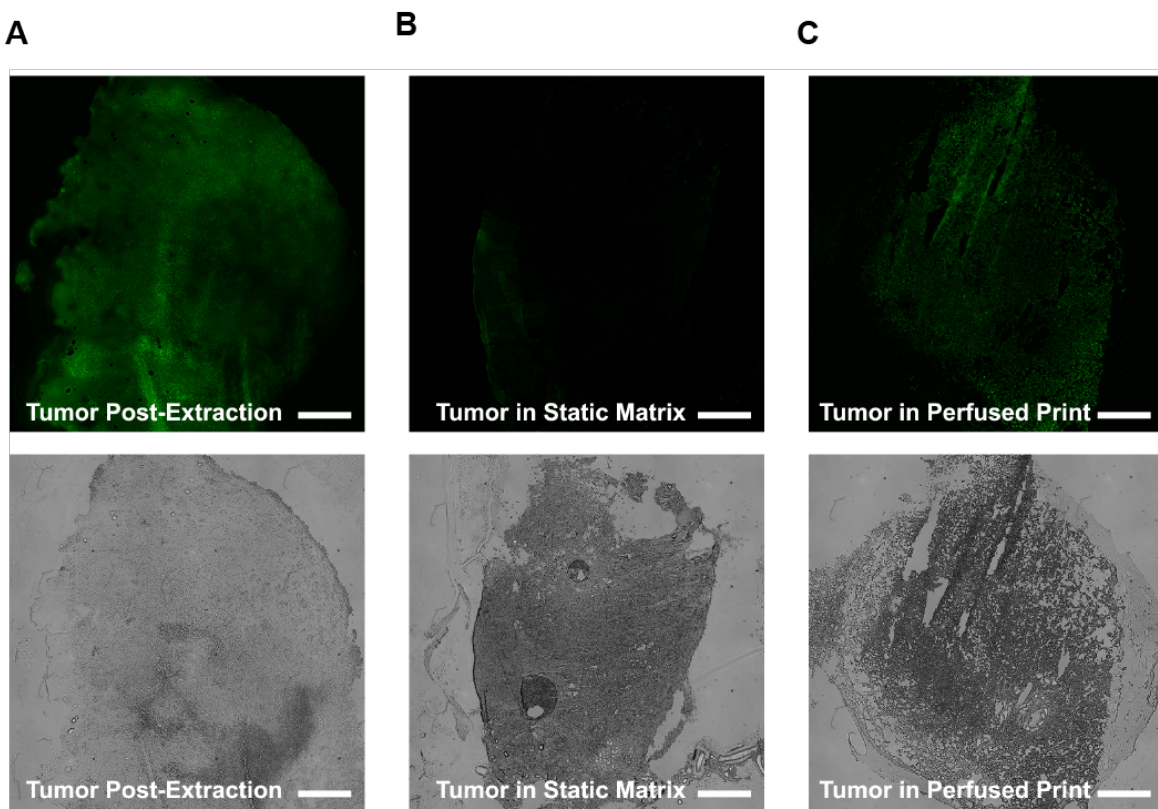 A
B
C
Tumor Post-Extraction
Tumor in Static Matrix
Tumor in Perfused Print
Tumor Post-Extraction
Tumor in Static Matrix
Tumor in Perfused Print